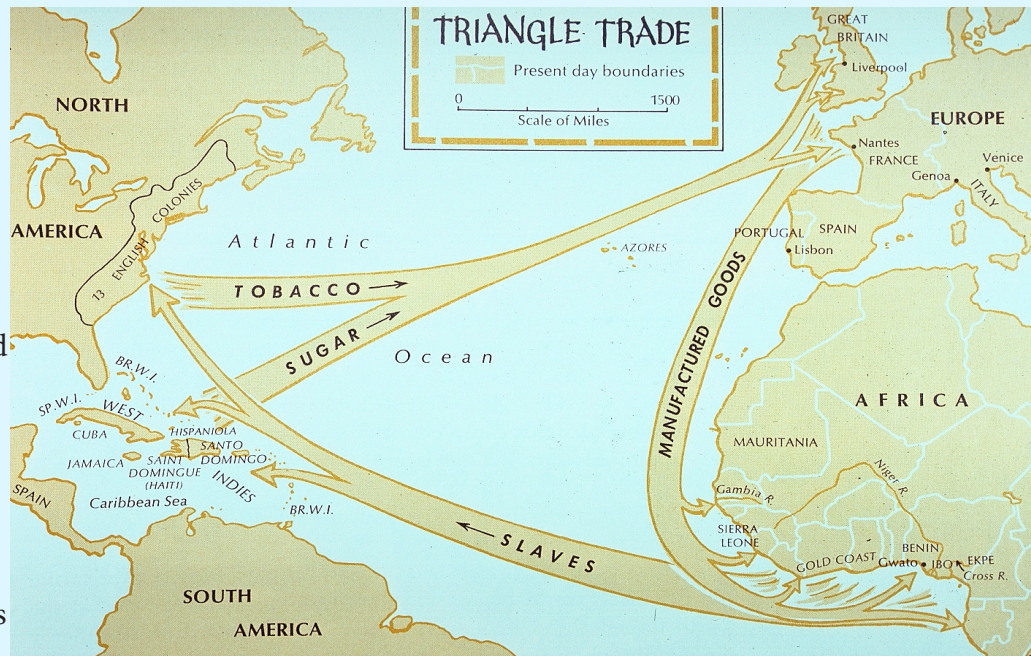 TRIANGLE TRADE
Present day boundaries
0 1500
Scale of Miles
GREAT
BRITAIN
Liverpool
NORTH
AMERICA
13 ENGLISH COLONIES
EUROPE
Nantes
FRANCE
Venice
Genoa
ITALY
PORTUGAL
SPAIN
Lisbon
Atlantic
Ocean
AZORES
TOBACCO
SUGAR
MANUFACTURED GOODS
SLAVES
d
BR.W.I.
SP.W.I.
WEST
INDIES
CUBA
HISPANIOLA
SANTO
DOMINGO
JAMAICA
SAINT
DOMINGUE
(HAITI)
Caribbean Sea
BR.W.I.
SPAIN
SOUTH
AMERICA
s
AFRICA
MAURITANIA
Niger R.
Gambia R.
SIERRA
LEONE
GOLD COAST
BENIN
Gwato
IBO
EKPE
Cross R.